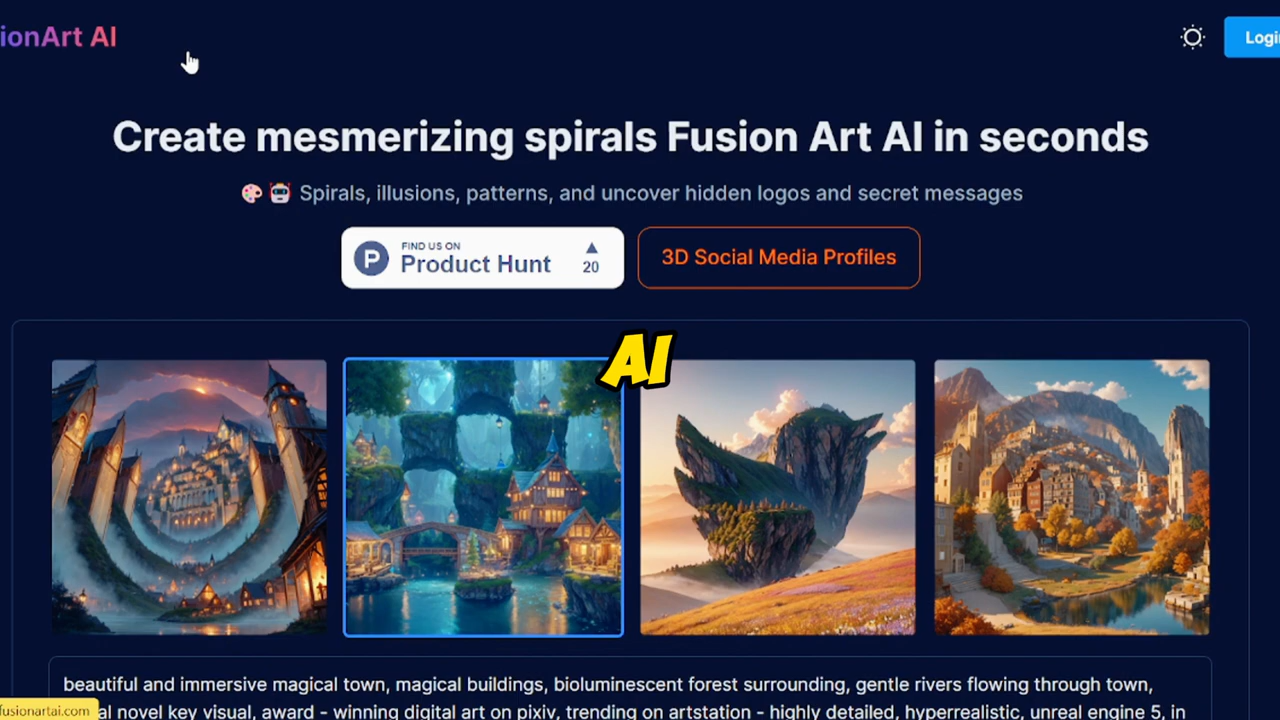 ionArt AI
Login
Create mesmerizing spirals Fusion Art AI in seconds
Spirals, illusions, patterns, and uncover hidden logos and secret messages
FIND US ON
Product Hunt
20
3D Social Media Profiles
AI
beautiful and immersive magical town, magical buildings, bioluminescent forest surrounding, gentle rivers flowing through town,
al novel key visual, award - winning digital art on pixiv, trending on artstation - highly detailed, hyperrealistic, unreal engine 5, in
fusionartai.com